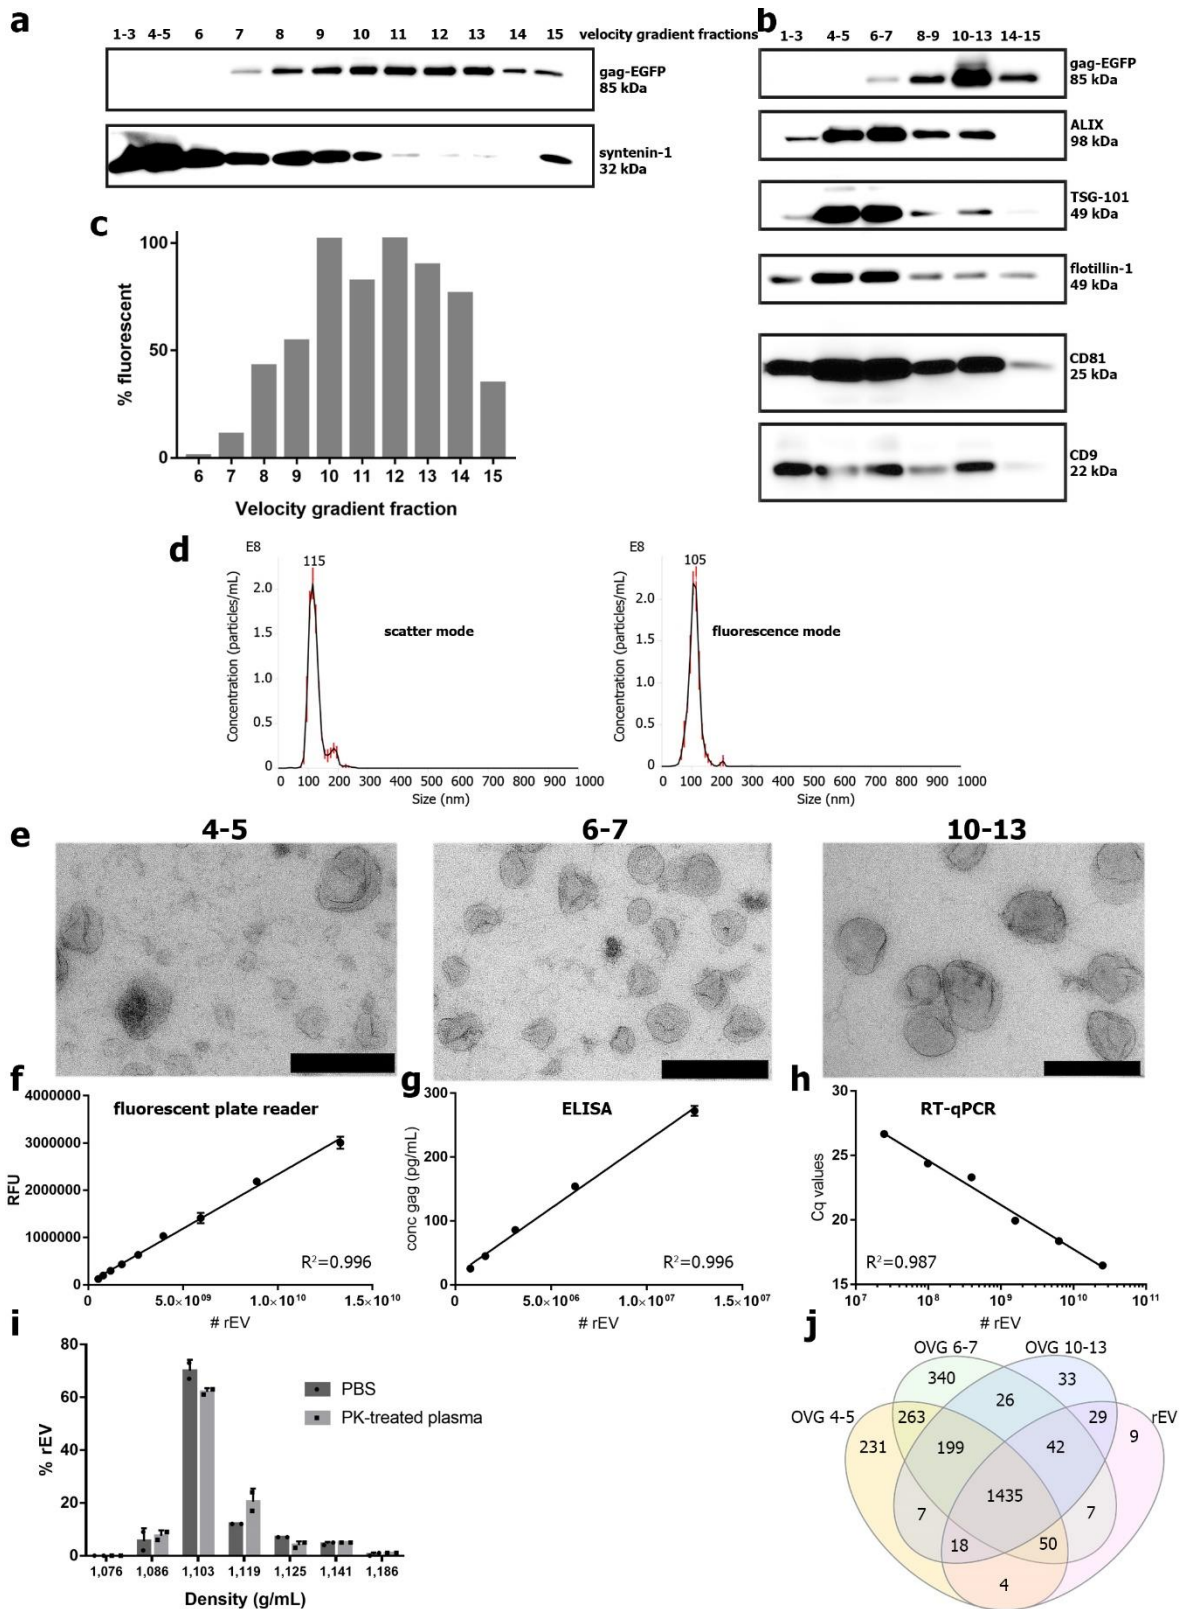 a
1-3 4-5 6 7 8 9 10 11 12 13 14 15 velocity gradient fractions
gag-EGFP
85 kDa
syntenin-1
32 kDa
b
1-3 4-5 6-7 8-9 10-13 14-15
gag-EGFP
85 kDa
ALIX
98 kDa
TSG-101
49 kDa
flotillin-1
49 kDa
CD81
25 kDa
CD9
22 kDa
c
% fluorescent
100
50
0
6 7 8 9 10 11 12 13 14 15
Velocity gradient fraction
d
E8
115
Concentration (particles/mL)
2.0
1.5
1.0
0.5
0
scatter mode
0 100 200 300 400 500 600 700 800 900 1000
Size (nm)
E8
105
Concentration (particles/mL)
2.0
1.5
1.0
0.5
0
fluorescence mode
0 100 200 300 400 500 600 700 800 900 1000
Size (nm)
e
4-5
6-7
10-13
f
fluorescent plate reader
RFU
4000000
3000000
2000000
1000000
0
R²=0.996
0 5.0×10⁰⁹ 1.0×10¹⁰ 1.5×10¹⁰
# rEV
g
ELISA
conc gag (pg/mL)
300
200
100
0
R²=0.996
0 5.0×10⁰⁶ 1.0×10⁰⁷ 1.5×10⁰⁷
# rEV
h
RT-qPCR
Cq values
30
25
20
15
R²=0.987
10⁷ 10⁸ 10⁹ 10¹⁰ 10¹¹
# rEV
i
% rEV
80
60
40
20
0
PBS
PK-treated plasma
1,076 1,086 1,103 1,119 1,125 1,141 1,186
Density (g/mL)
j
OVG 6-7 OVG 10-13
OVG 4-5 rEV
340 33
26
263 29
231 199 42 9
1435
7 7
18 50
4